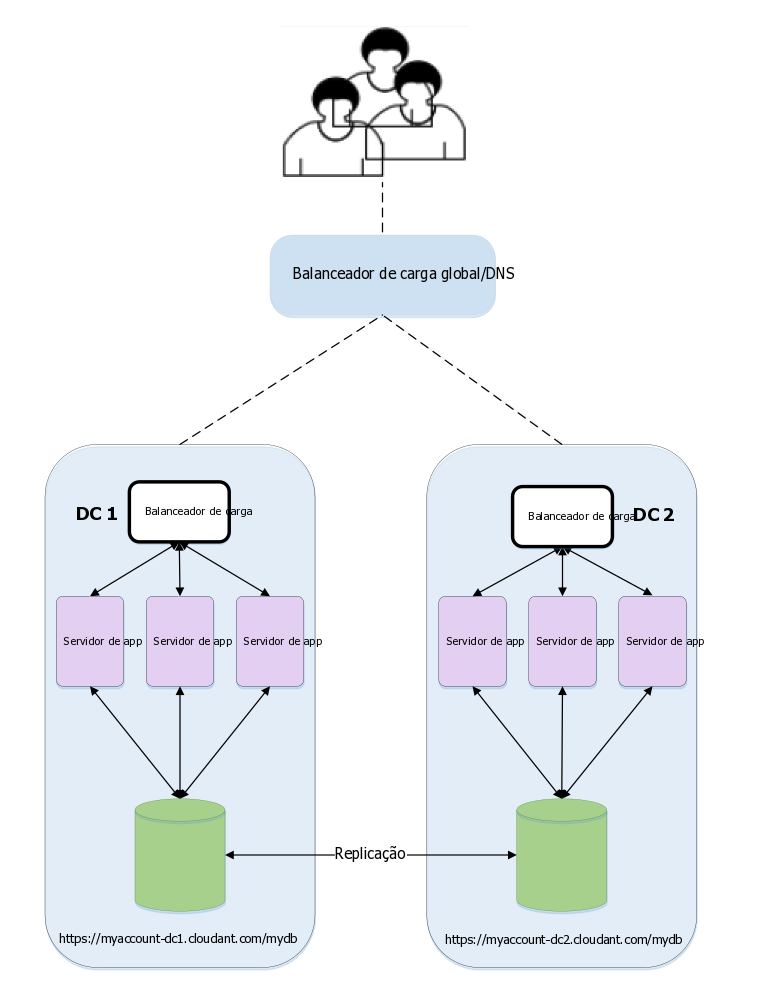 Balanceador de carga global/DNS
DC 1
Balanceador de carga
Balanceador de carga
DC 2
Servidor de app
Servidor de app
Servidor de app
Servidor de app
Servidor de app
Servidor de app
Replicação
https://myaccount-dc1.cloudant.com/mydb
https://myaccount-dc2.cloudant.com/mydb